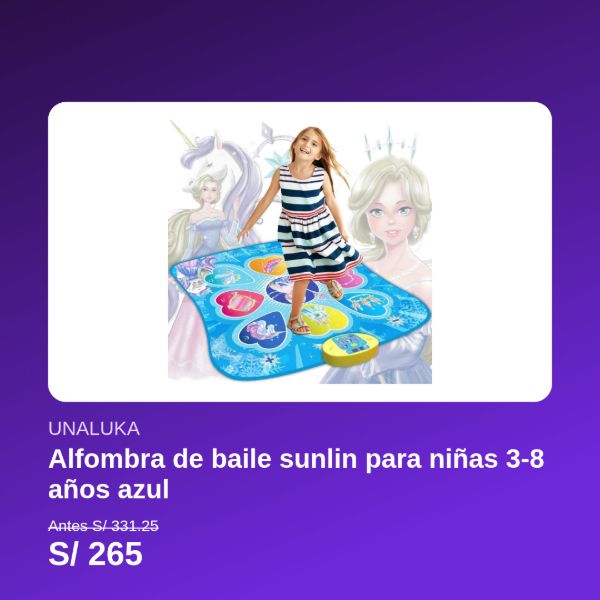 UNALUKA
Alfombra de baile sunlin para niñas 3-8
años azul
Antes S/ 331.25
S/ 265